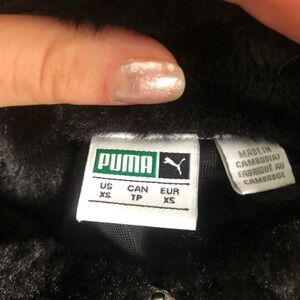 PUMA
US CAN EUR
XS TP XS
MADE IN
CAMBODIA/
FABRIQUÉ AU
CAMBODGE